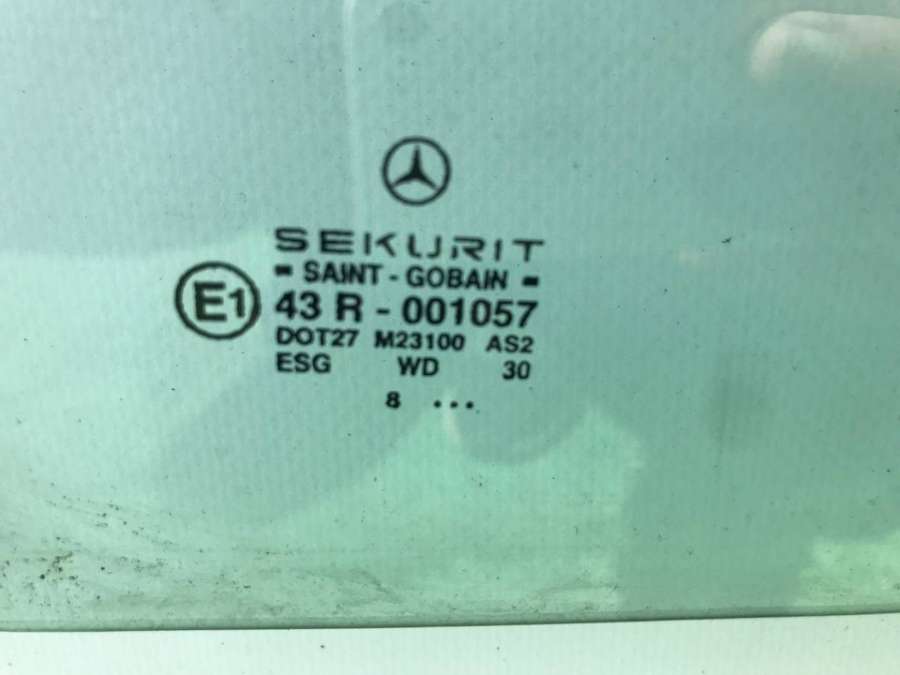 SEKURIT
= SAINT - GOBAIN =
E1
43 R - 001057
DOT27 M23100 AS2
ESG WD 30
8 ...